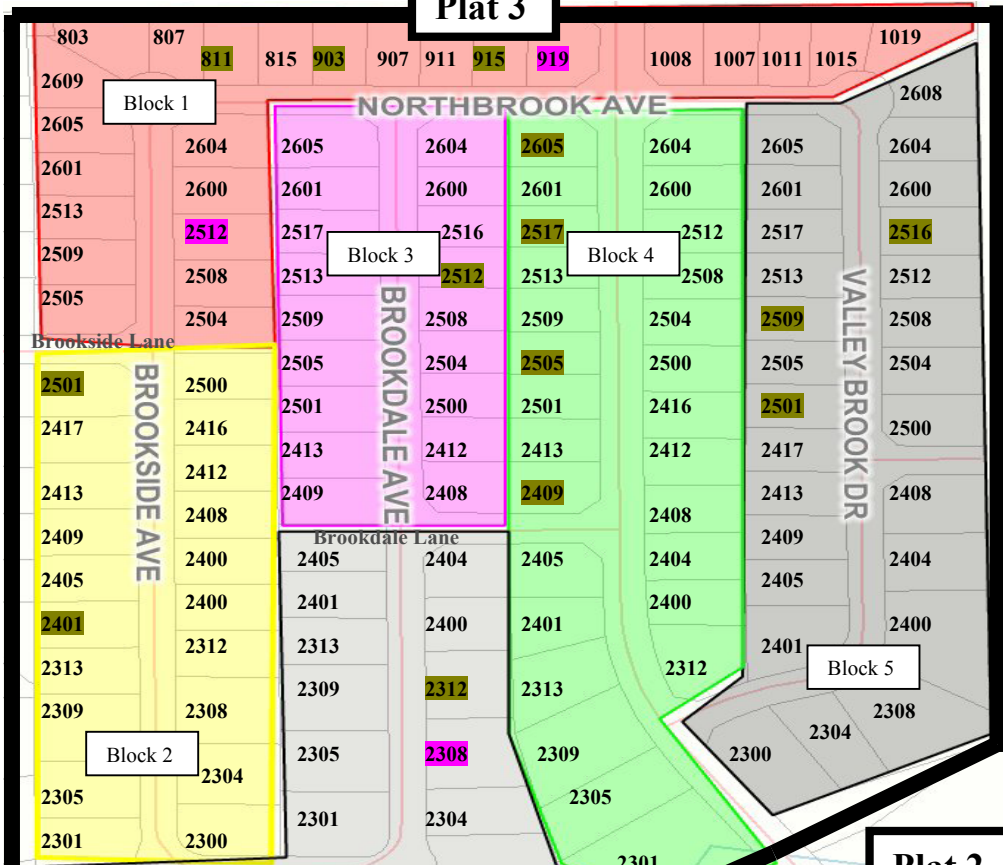 Plat 3
803 807 1019
811 815 903 907 911 915 919 1008 1007 1011 1015
2609
Block 1
2608
NORTHBROOK AVE
2605
2604 2605 2604 2605 2604 2605 2604
2601
2600 2601 2600 2601 2600 2601 2600
2513
2512 2517 2516 2517 2512 2517 2516
2509
Block 3
Block 4
2508 2513 2512 2513 2508 2513 2512
2505
2504 2509 2508 2509 2504 2509 2508
Brookside Lane
2505 2504 2505 2500 2505 2504
2501 2500
2501 2500 2501 2416 2501
2417 2416
2500
2413 2412 2413 2412 2417
2412
2413
2409 2408 2409 2413 2408
BROOKSIDE AVE
BROOKDALE AVE
VALLEY BROOK DR
2408 2408
2409
Brookdale Lane
2409
2400 2405 2404 2405 2404 2404
2405
2405
2400 2401 2400
2401
2400 2401 2400
2312 2313 2401
2313
2312
Block 5
2309 2312 2313
2309 2308
2308
2304
Block 2
2305 2308 2309 2300
2304
2305
2305
2301 2304
2301 2300
2301
Plat 2